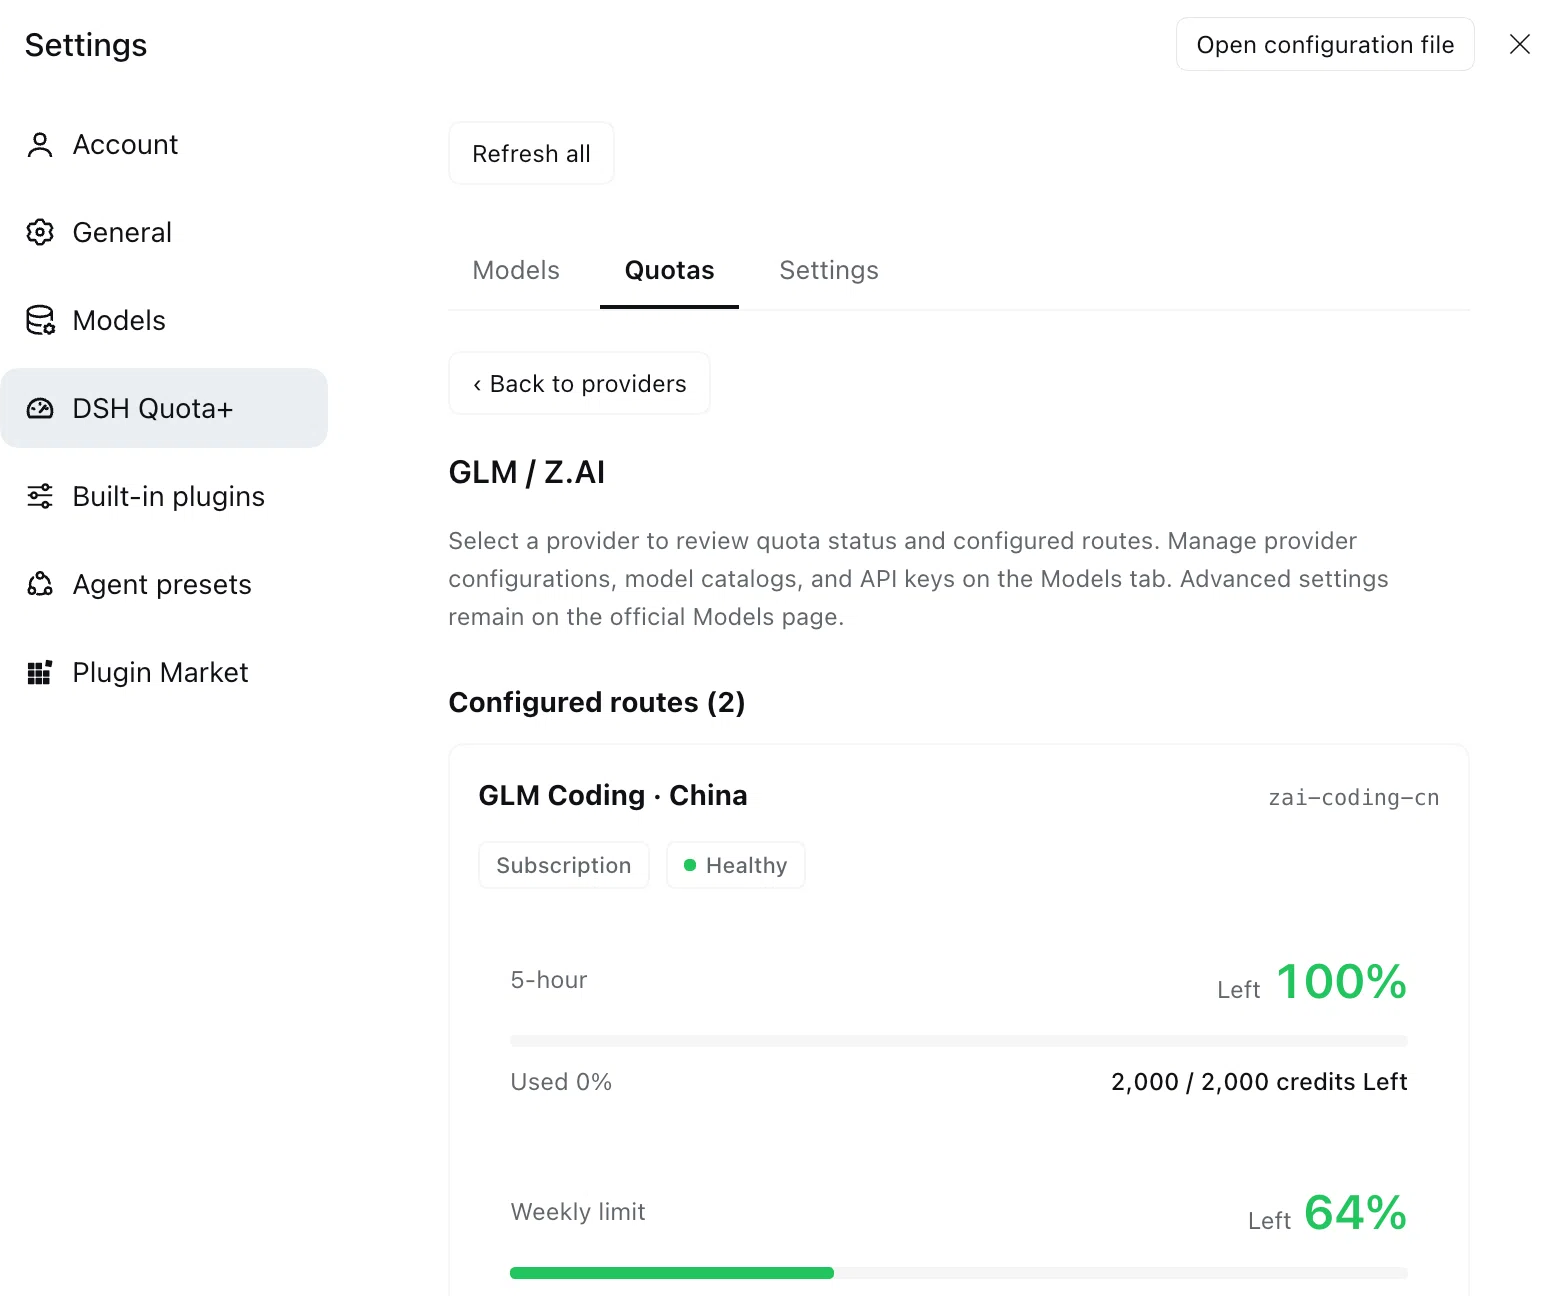 Settings
Open configuration file
Account
General
Models
DSH Quota+
Built-in plugins
Agent presets
Plugin Market
Refresh all
Models
Quotas
Settings
‹ Back to providers
GLM / Z.AI
Select a provider to review quota status and configured routes. Manage provider
configurations, model catalogs, and API keys on the Models tab. Advanced settings
remain on the official Models page.
Configured routes (2)
GLM Coding · China
zai-coding-cn
Subscription
Healthy
5-hour
Left 100%
Used 0%
2,000 / 2,000 credits Left
Weekly limit
Left 64%